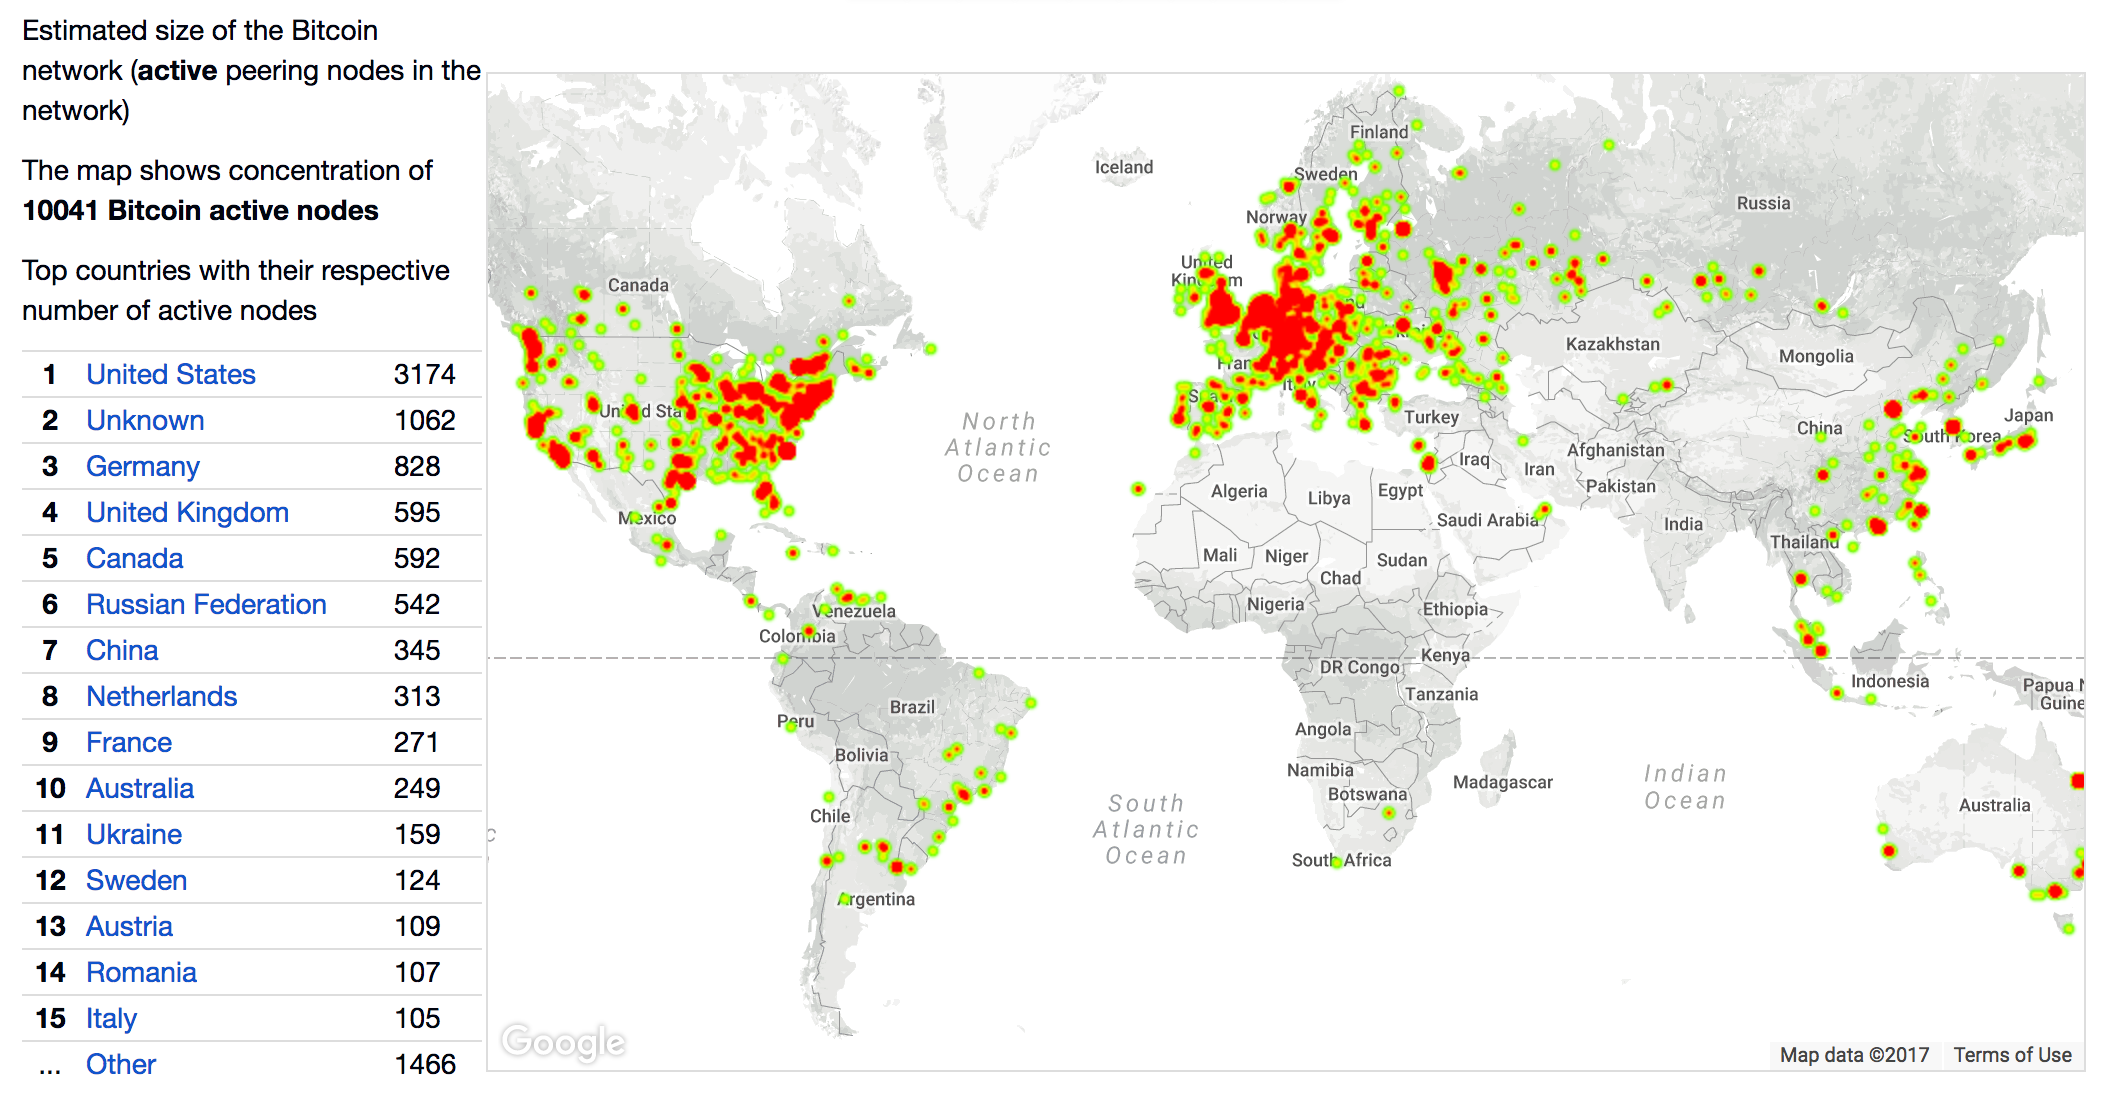 Estimated size of the Bitcoin
network (active peering nodes in the
network)
The map shows concentration of
10041 Bitcoin active nodes
Top countries with their respective
number of active nodes
1 United States 3174
2 Unknown 1062
3 Germany 828
4 United Kingdom 595
5 Canada 592
6 Russian Federation 542
7 China 345
8 Netherlands 313
9 France 271
10 Australia 249
11 Ukraine 159
12 Sweden 124
13 Austria 109
14 Romania 107
15 Italy 105
... Other 1466
Finland
Iceland
Sweden
Russia
Norway
United
Kingdom
Canada
Kazakhstan
Mongolia
Italy
United Sta
North
Atlantic
Ocean
Turkey
Japan
China
South Korea
Afghanistan
Iraq
Iran
Pakistan
Algeria
Libya
Egypt
Saudi Arabia
India
Mexico
Thailand
Mali
Niger
Sudan
Chad
Nigeria
Ethiopia
Venezuela
Colombia
Kenya
DR Congo
Indonesia
Tanzania
Papua N
Guine
Brazil
Peru
Angola
Bolivia
Namibia
Madagascar
Indian
Ocean
Botswana
South
Atlantic
Ocean
Australia
Chile
South Africa
Argentina
Google
Map data ©2017
Terms of Use